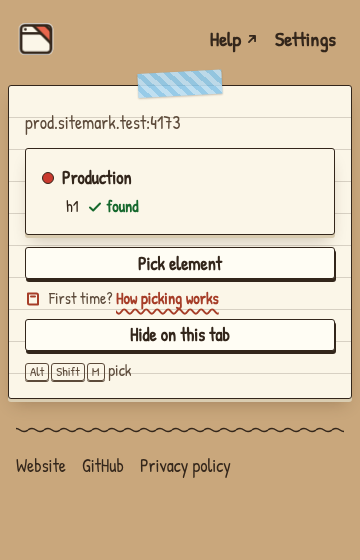 Help ↗ Settings
prod.sitemark.test:4173
Production
h1 ✓ found
Pick element
First time? How picking works
Hide on this tab
Alt Shift M pick
Website GitHub Privacy policy